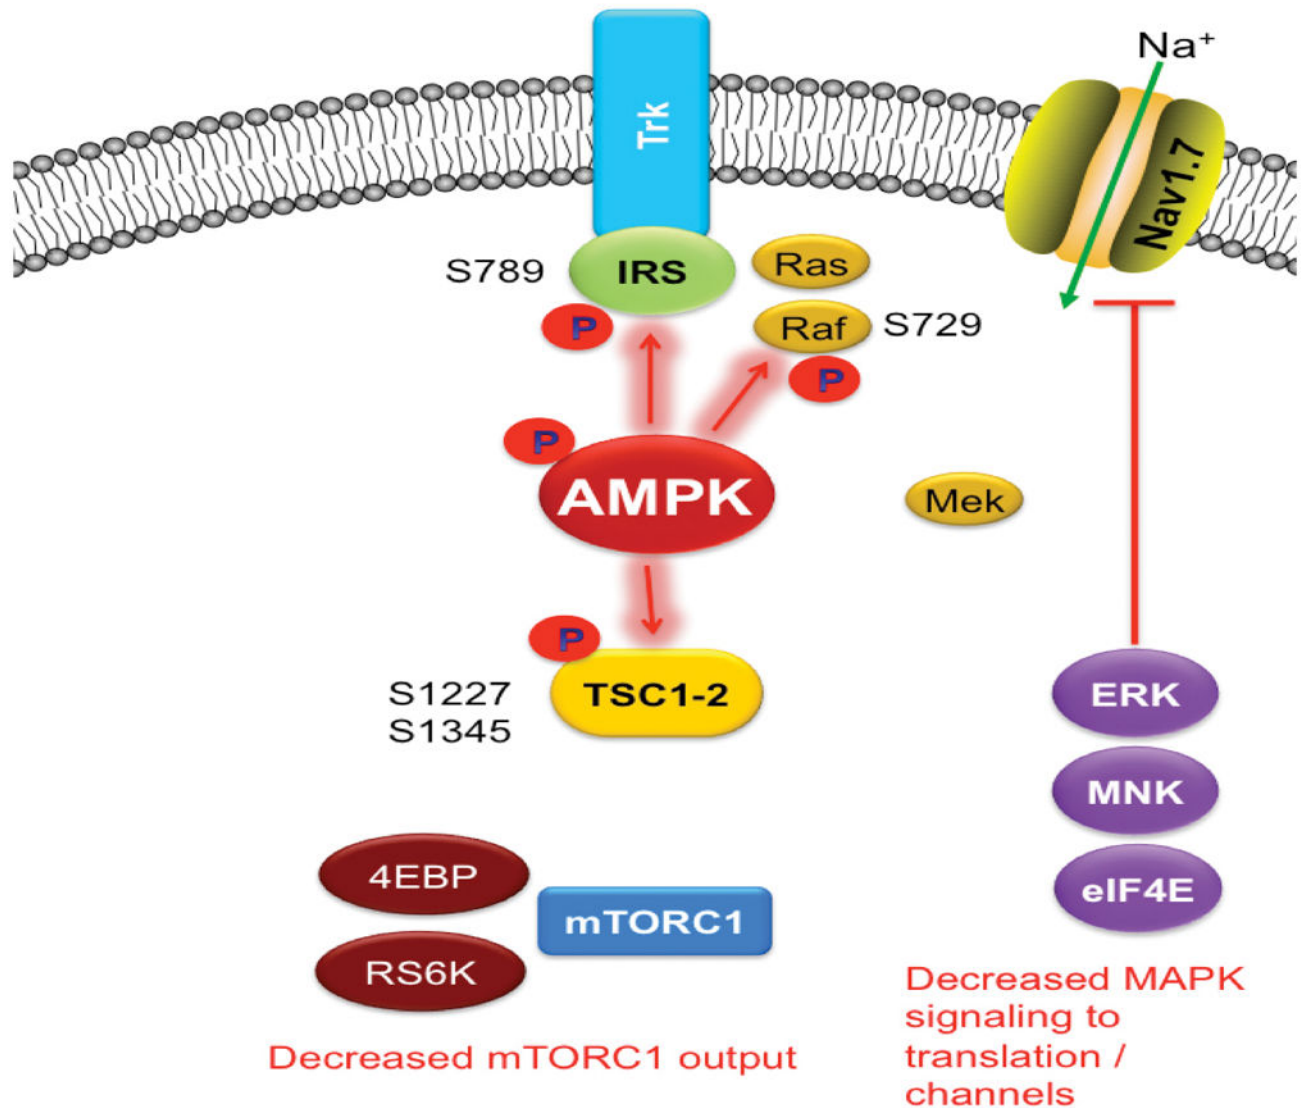 Na+
Trk
Nav1.7
S789
IRS
Ras
P
Raf
S729
P
P
AMPK
Mek
P
S1227
S1345
TSC1-2
ERK
MNK
4EBP
mTORC1
eIF4E
RS6K
Decreased mTORC1 output
Decreased MAPK
signaling to
translation /
channels